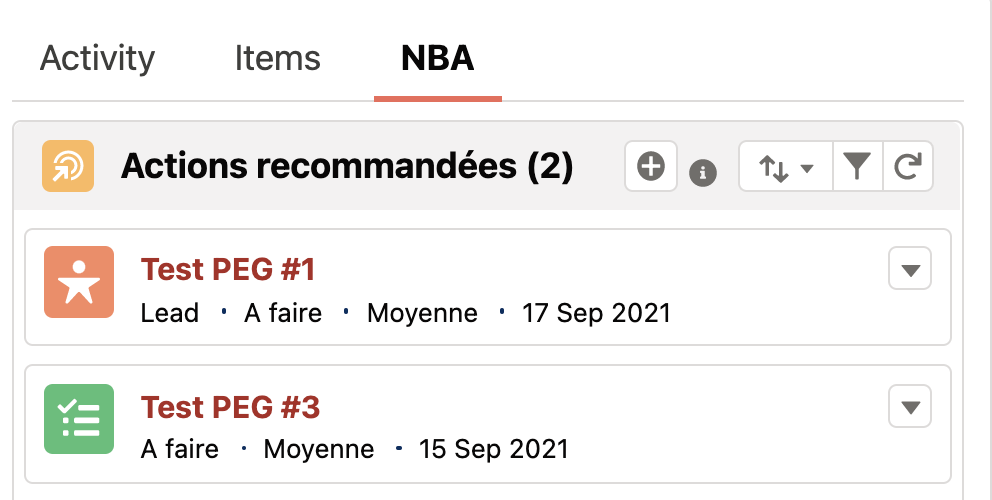 Activity Items NBA
Actions recommandées (2)
Test PEG #1
Lead · A faire · Moyenne · 17 Sep 2021
Test PEG #3
A faire · Moyenne · 15 Sep 2021